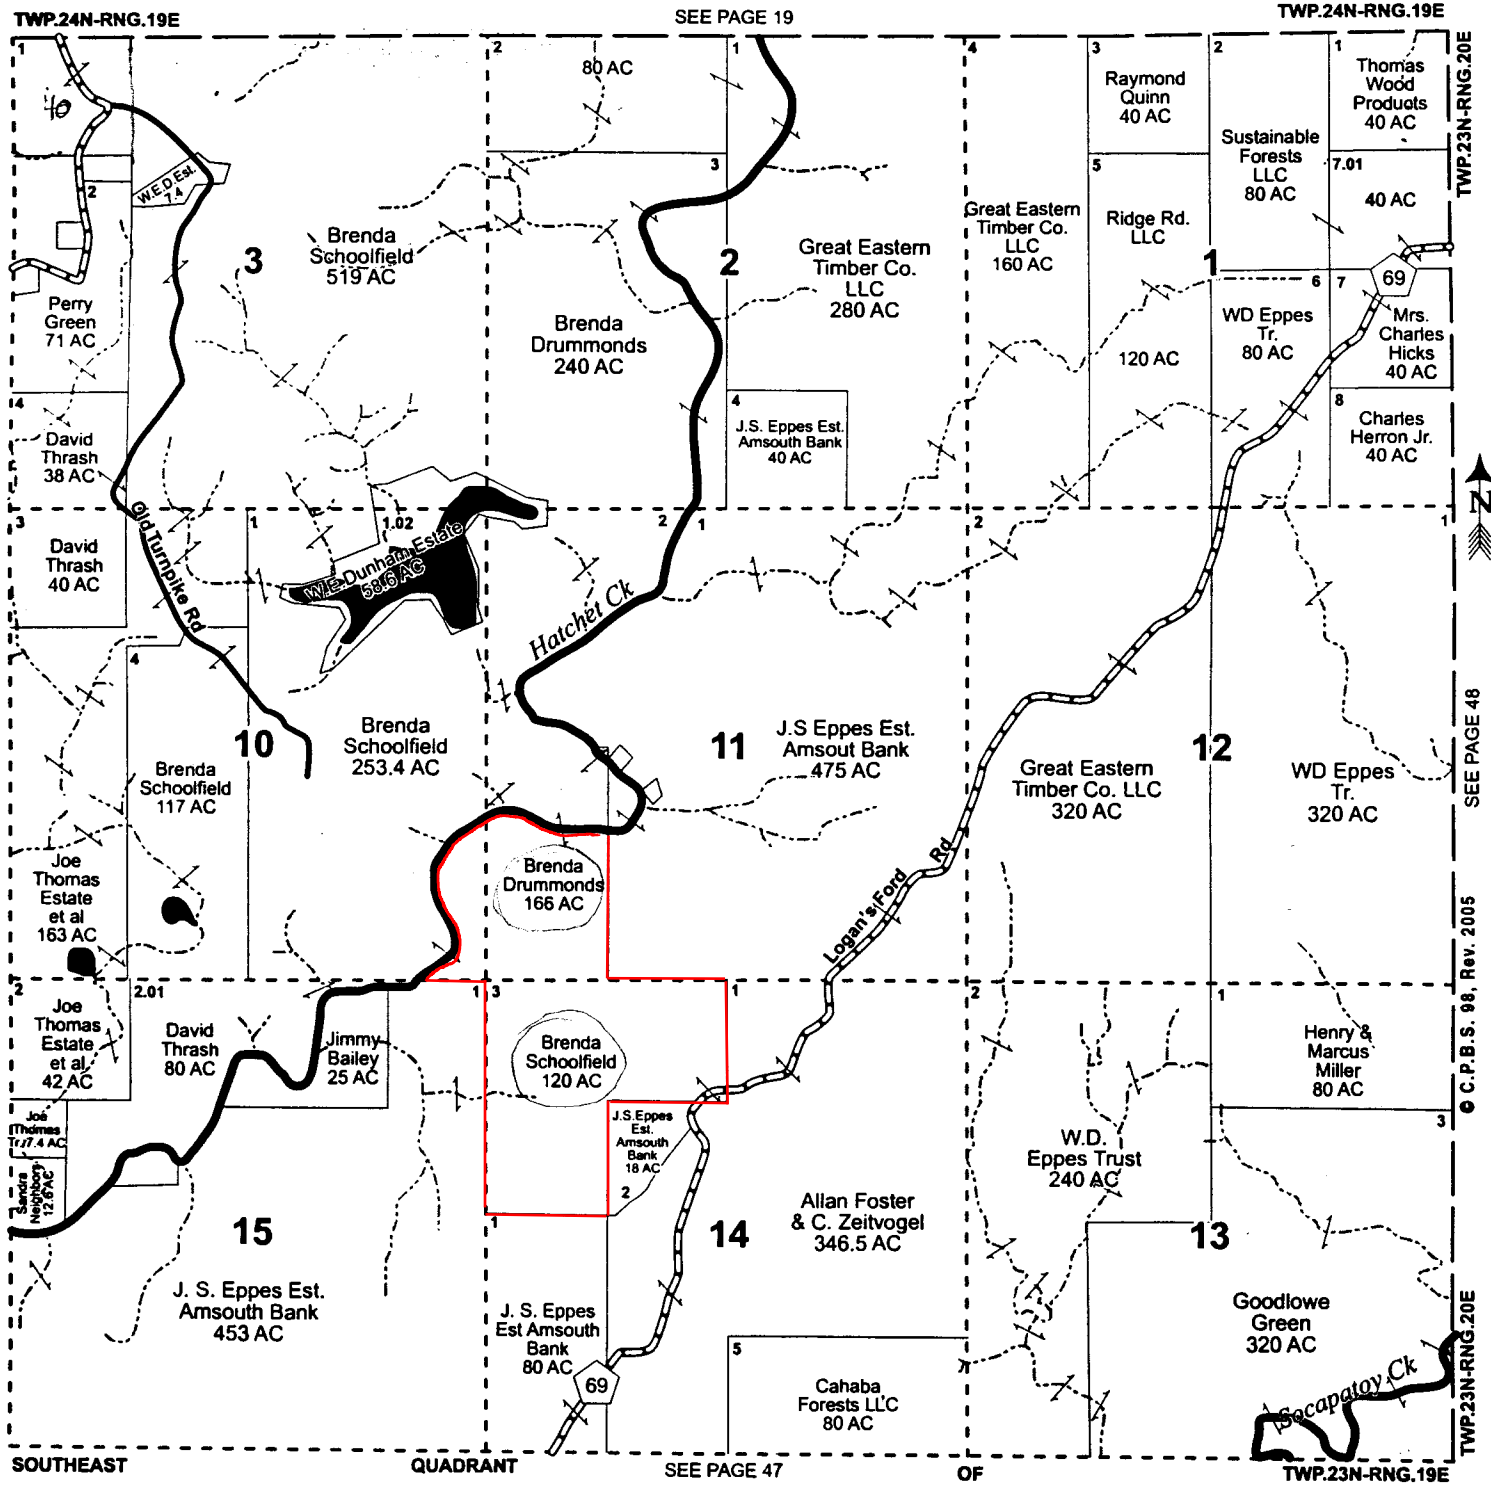 TWP.24N-RNG.19E
SEE PAGE 19
TWP.24N-RNG.19E
TWP.23N-RNG.20E
1
40
2
W.E.D.Est.
7.4
3
Brenda
Schoolfield
519 AC
Perry
Green
71 AC
4
David
Thrash
38 AC
2
80 AC
3
Brenda
Drummonds
240 AC
1
2
Great Eastern
Timber Co.
LLC
280 AC
4
J.S. Eppes Est.
Amsouth Bank
40 AC
4
Great Eastern
Timber Co.
LLC
160 AC
3
Raymond
Quinn
40 AC
5
Ridge Rd.
LLC
120 AC
2
Sustainable
Forests
LLC
80 AC
1
1
Thomas
Wood
Products
40 AC
7.01
40 AC
69
6
WD Eppes
Tr.
80 AC
7
Mrs.
Charles
Hicks
40 AC
8
Charles
Herron Jr.
40 AC
N
3
David
Thrash
40 AC
Old Turnpike Rd
1
1.02
W.E. Dunham Estate
58.6 AC
4
10
Brenda
Schoolfield
117 AC
Brenda
Schoolfield
253.4 AC
Joe
Thomas
Estate
et al
163 AC
2
1
Hatchet Ck
11
J.S Eppes Est.
Amsout Bank
475 AC
3
Brenda
Drummonds
166 AC
Logan's Ford Rd
2
1
12
Great Eastern
Timber Co. LLC
320 AC
WD Eppes
Tr.
320 AC
SEE PAGE 48
© C.P.B.S. 98, Rev. 2005
2
Joe
Thomas
Estate
et al
42 AC
2.01
David
Thrash
80 AC
Jimmy
Bailey
25 AC
1
Joe
Thomas
Tr. 7.4 AC
Sandra
Neighbors
12.6 AC
15
J. S. Eppes Est.
Amsouth Bank
453 AC
3
Brenda
Schoolfield
120 AC
J.S.Eppes
Est.
Amsouth
Bank
18 AC
2
1
1
14
Allan Foster
& C. Zeitvogel
346.5 AC
J. S. Eppes
Est Amsouth
Bank
80 AC
69
5
Cahaba
Forests LLC
80 AC
2
W.D.
Eppes Trust
240 AC
1
Henry &
Marcus
Miller
80 AC
3
13
Goodlowe
Green
320 AC
Socapatoy Ck
TWP.23N-RNG.20E
SOUTHEAST
QUADRANT
SEE PAGE 47
OF
TWP.23N-RNG.19E